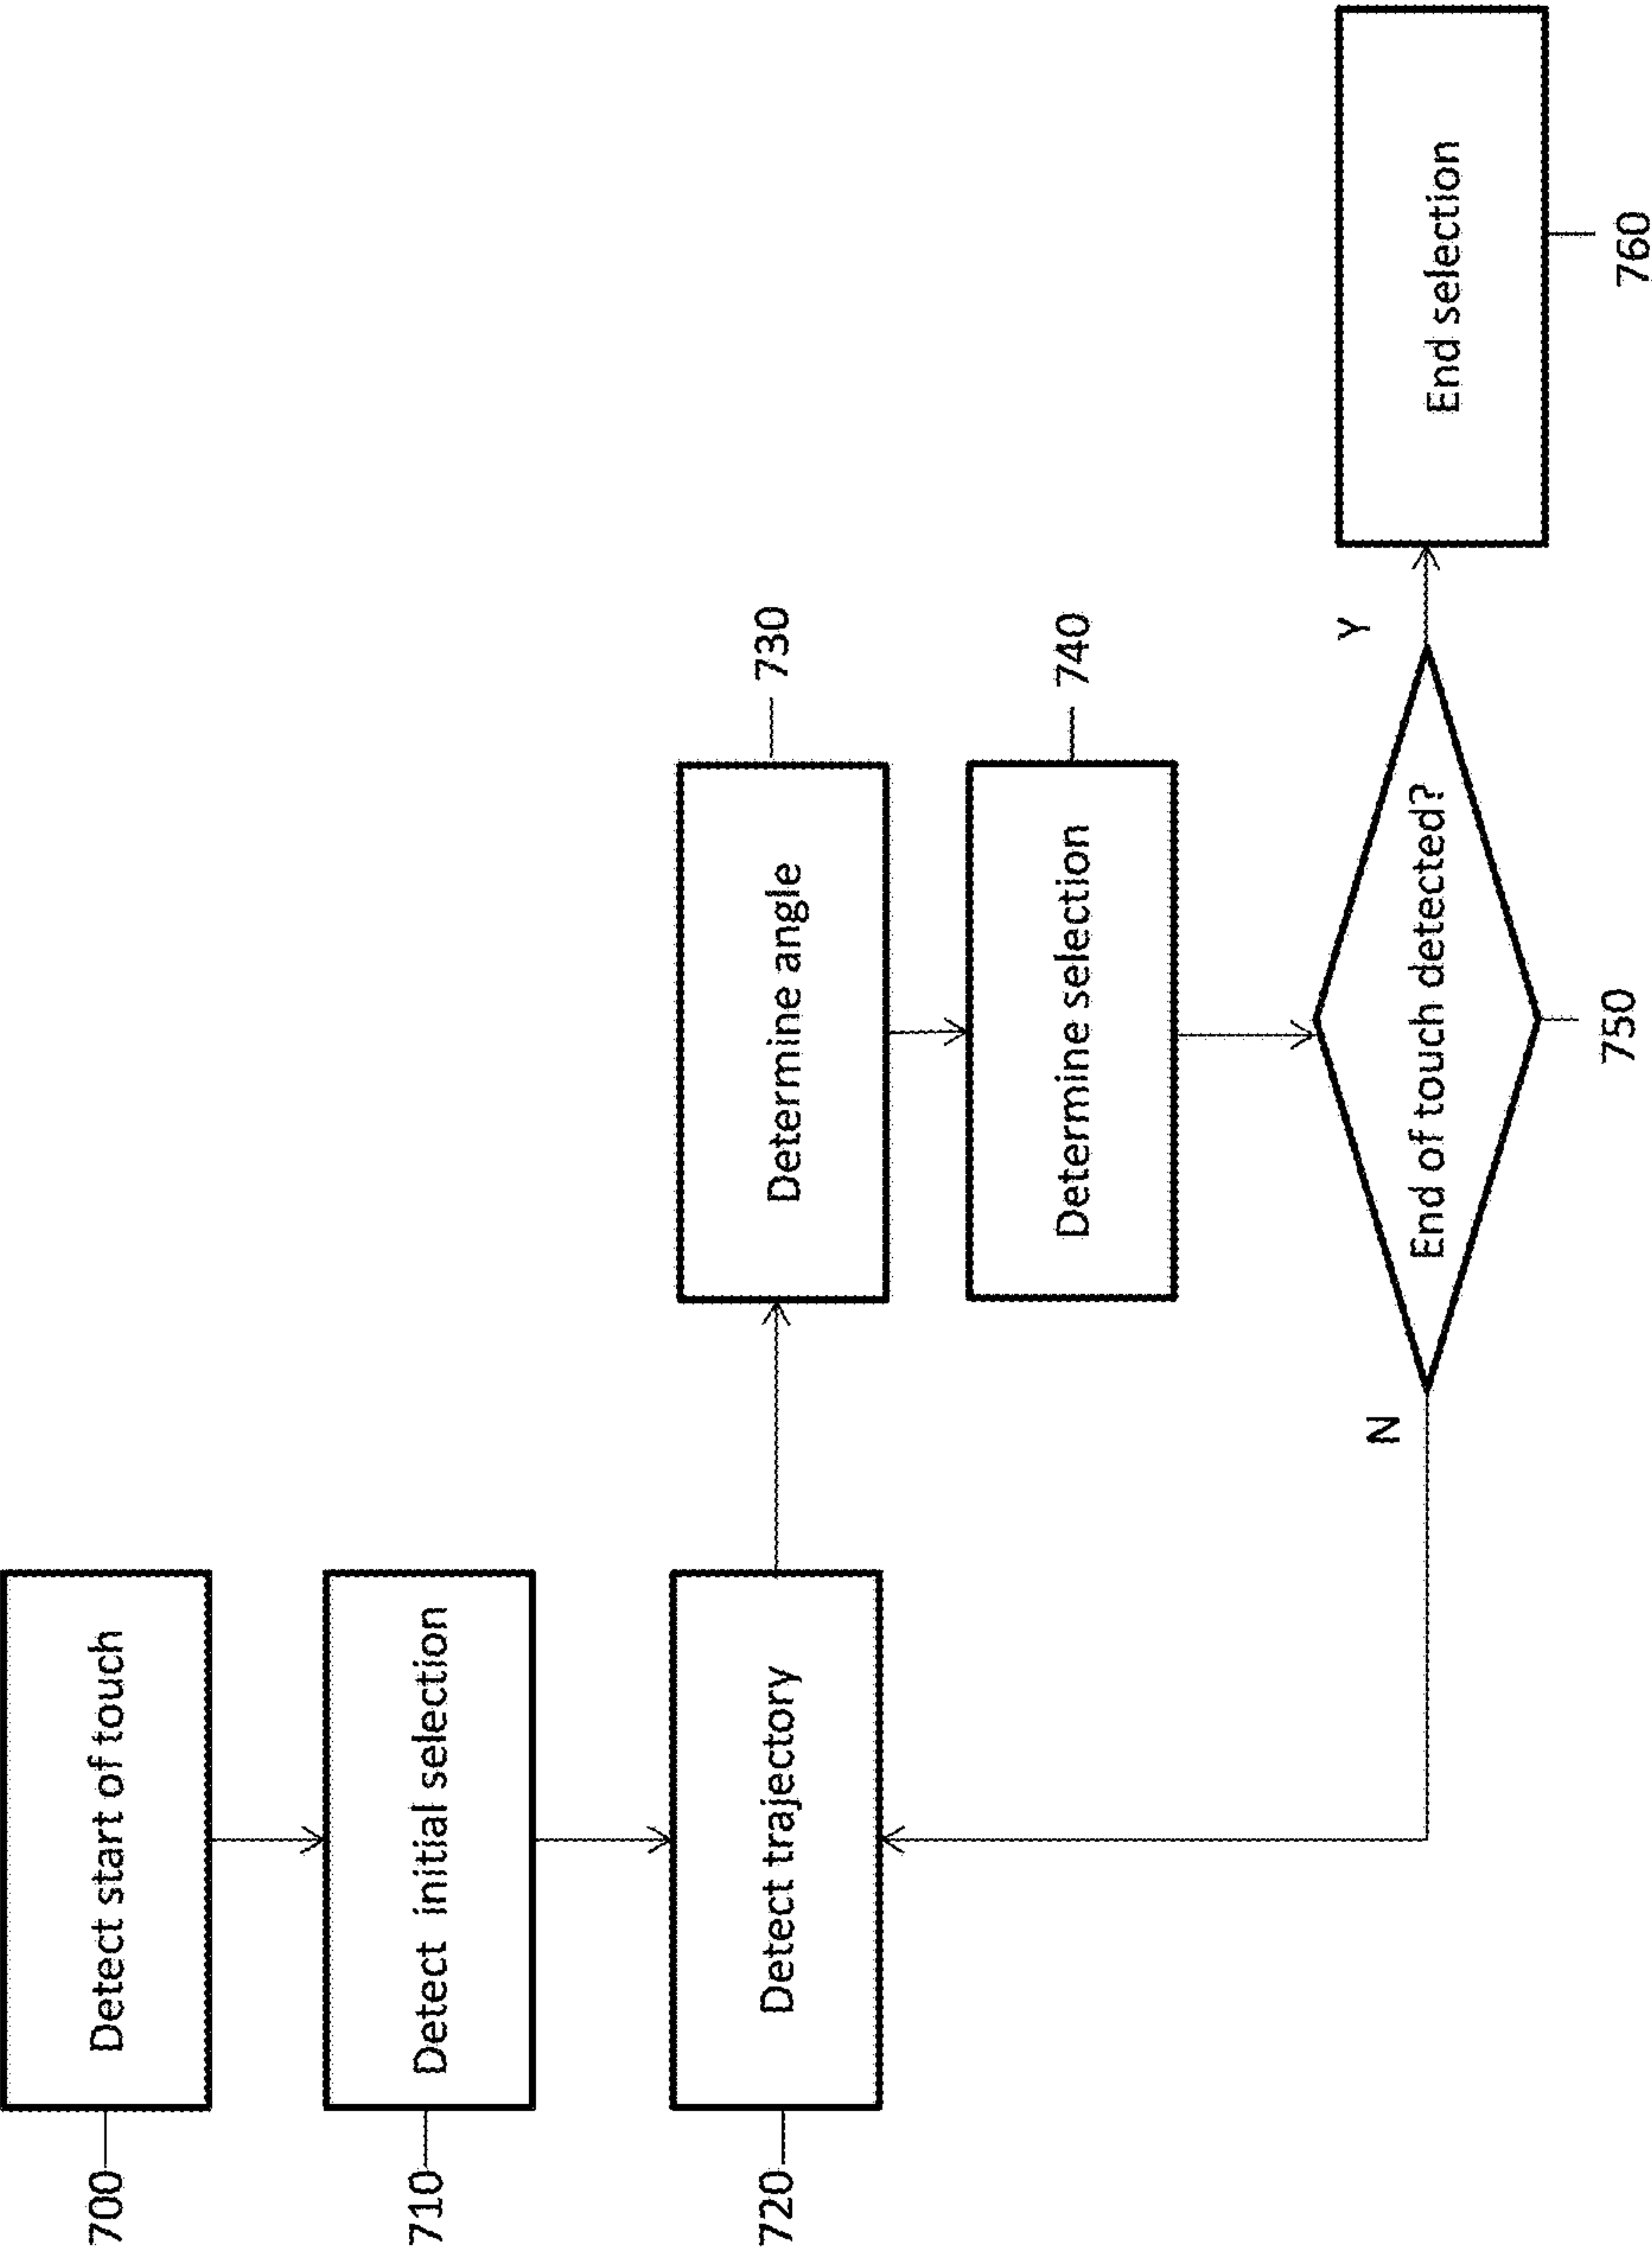 700
Detect start of touch
710
Detect initial selection
720
Detect trajectory
730
Determine angle
740
Determine selection
End of touch detected?
750
N
Y
End selection
760